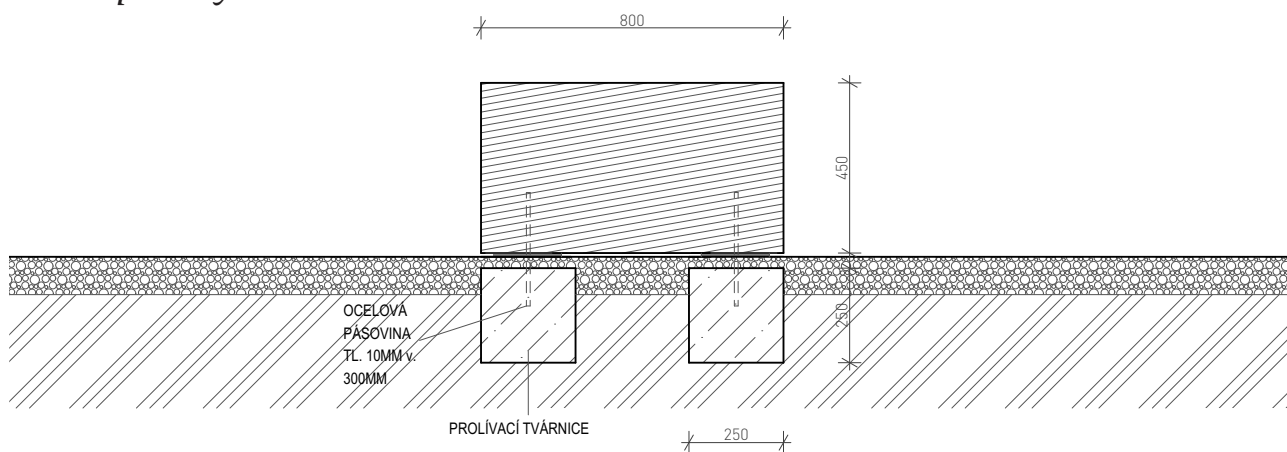 800
450
250
OCELOVÁ
PÁSOVINA
TL. 10MM v.
300MM
PROLÍVACÍ TVÁRNICE
250